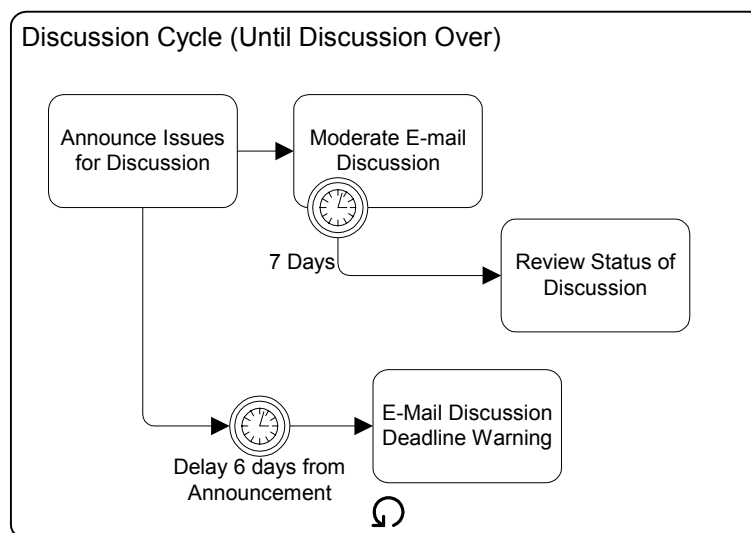 Discussion Cycle (Until Discussion Over)
Announce Issues
for Discussion
Moderate E-mail
Discussion
7 Days
Review Status of
Discussion
E-Mail Discussion
Deadline Warning
Delay 6 days from
Announcement